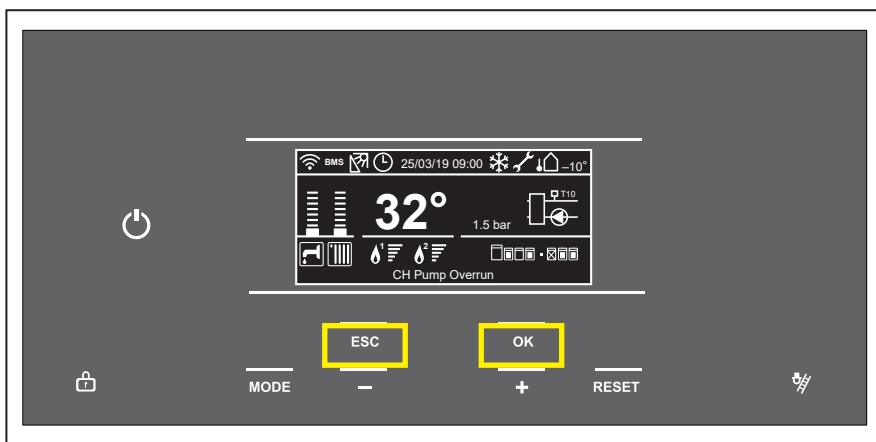 BMS 25/03/19 09:00 –10°
T10
32° 1.5 bar
1 2
CH Pump Overrun
ESC OK
MODE – + RESET